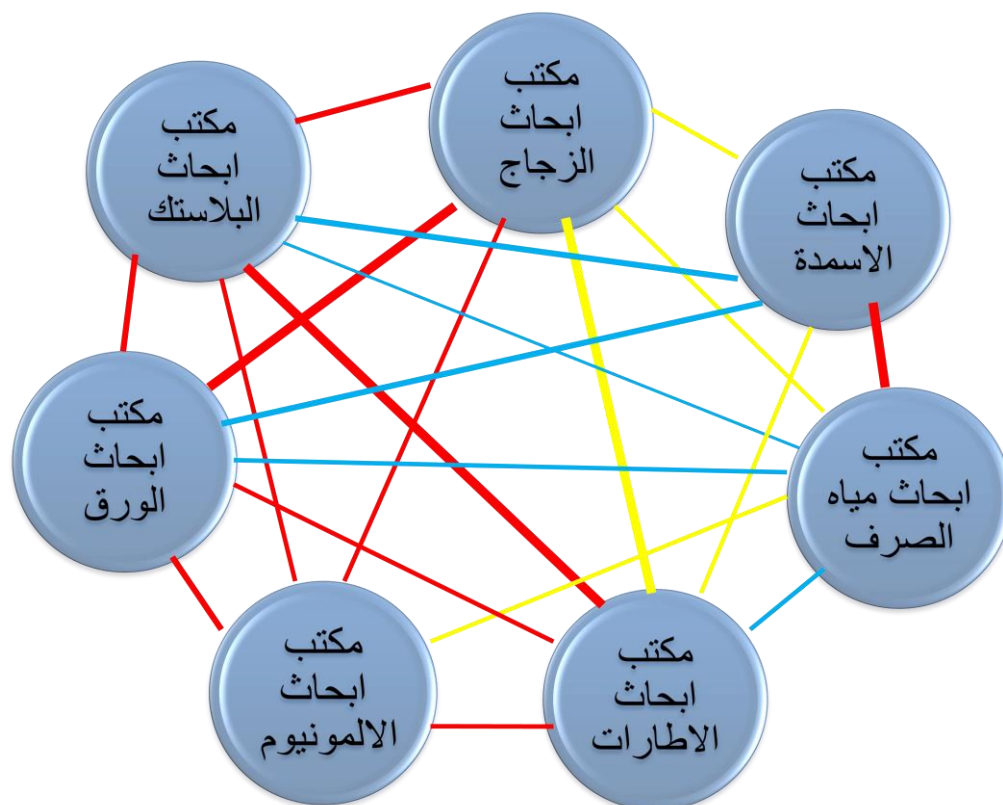 مكتب
ابحاث
الزجاج
مكتب
ابحاث
البلاستك
مكتب
ابحاث
الاسمدة
مكتب
ابحاث
الورق
مكتب
ابحاث مياه
الصرف
مكتب
ابحاث
الالمونيوم
مكتب
ابحاث
الاطارات